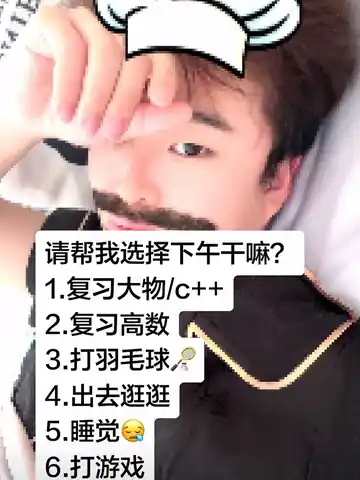 请帮我选择下午干嘛？
1.复习大物/c++
2.复习高数
3.打羽毛球🏸
4.出去逛逛
5.睡觉😪
6.打游戏